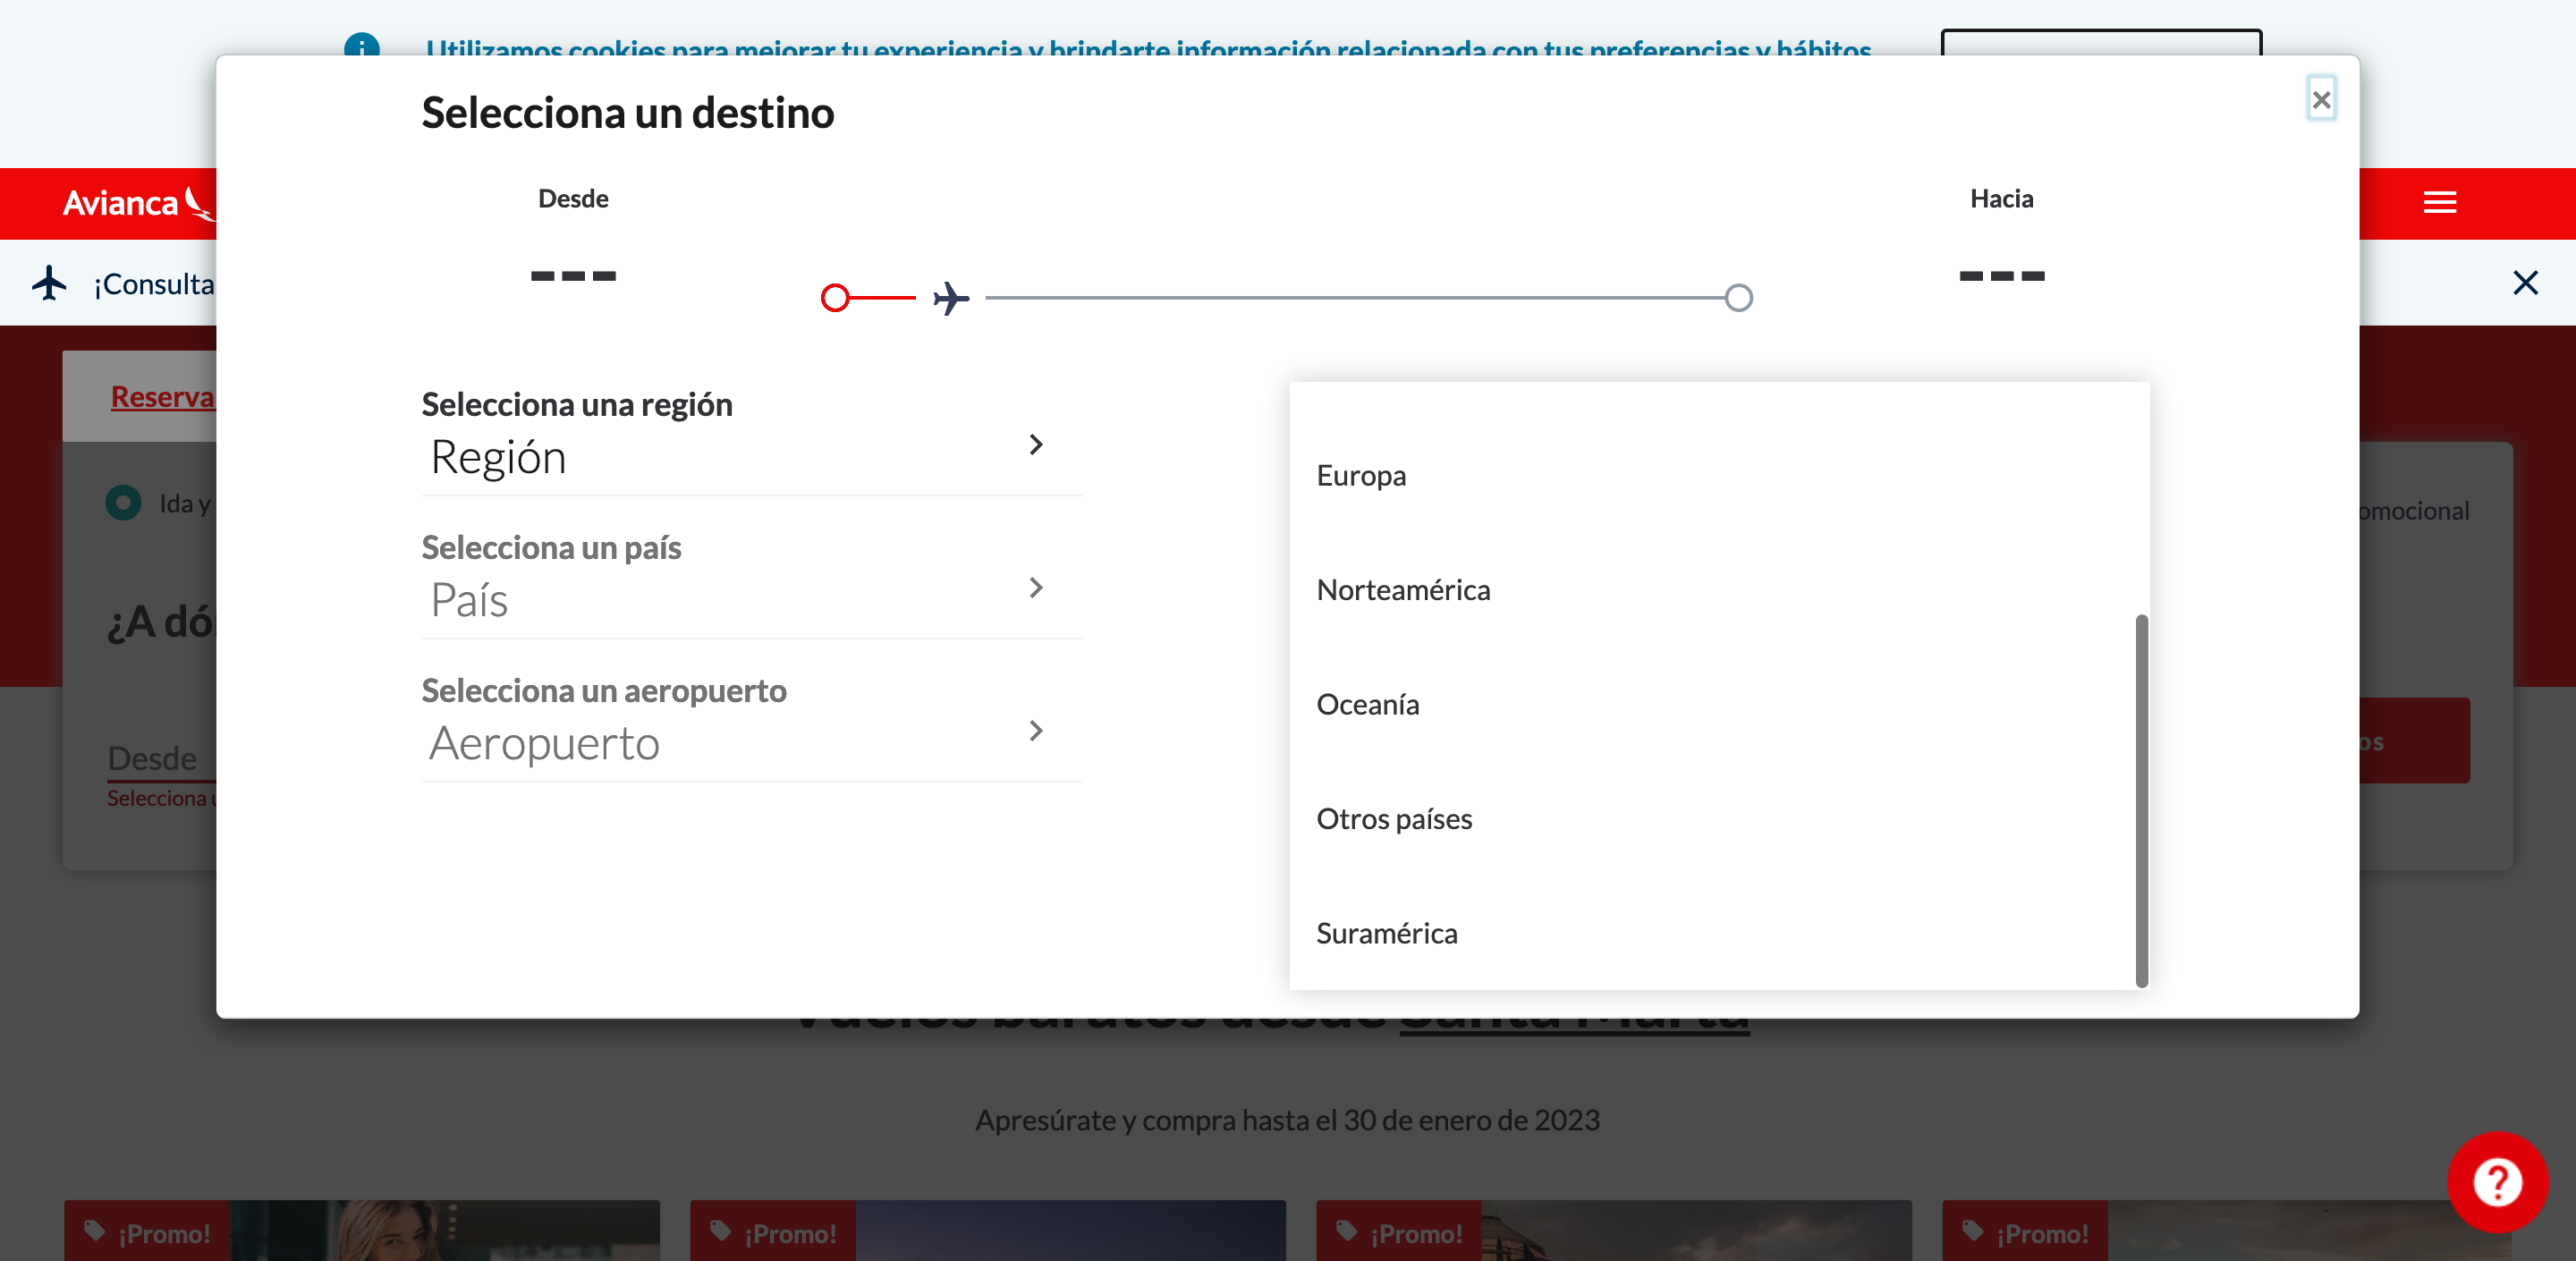 Utilizamos cookies para mejorar tu experiencia y brindarte información relacionada con tus preferencias y hábitos
Selecciona un destino
×
Avianca
¡Consulta
Desde
---
Hacia
---
Reserva
Selecciona una región
Región
Selecciona un país
País
Selecciona un aeropuerto
Aeropuerto
Europa
Norteamérica
Oceanía
Otros países
Suramérica
Ida y
omocional
¿A dó
Desde
Selecciona
os
Vuelos baratos desde Santa Marta
Apresúrate y compra hasta el 30 de enero de 2023
¡Promo!
¡Promo!
¡Promo!
¡Promo!
?